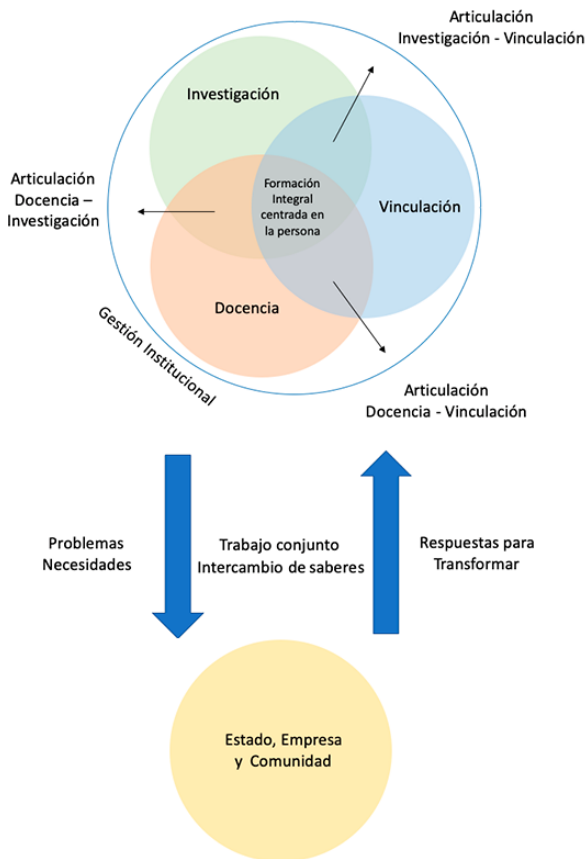 Articulación
Investigación - Vinculación
Investigación
Articulación
Docencia –
Investigación
Formación
Integral
centrada en
la persona
Vinculación
Docencia
Gestión Institucional
Articulación
Docencia - Vinculación
Problemas
Necesidades
Trabajo conjunto
Intercambio de saberes
Respuestas para
Transformar
Estado, Empresa
y Comunidad